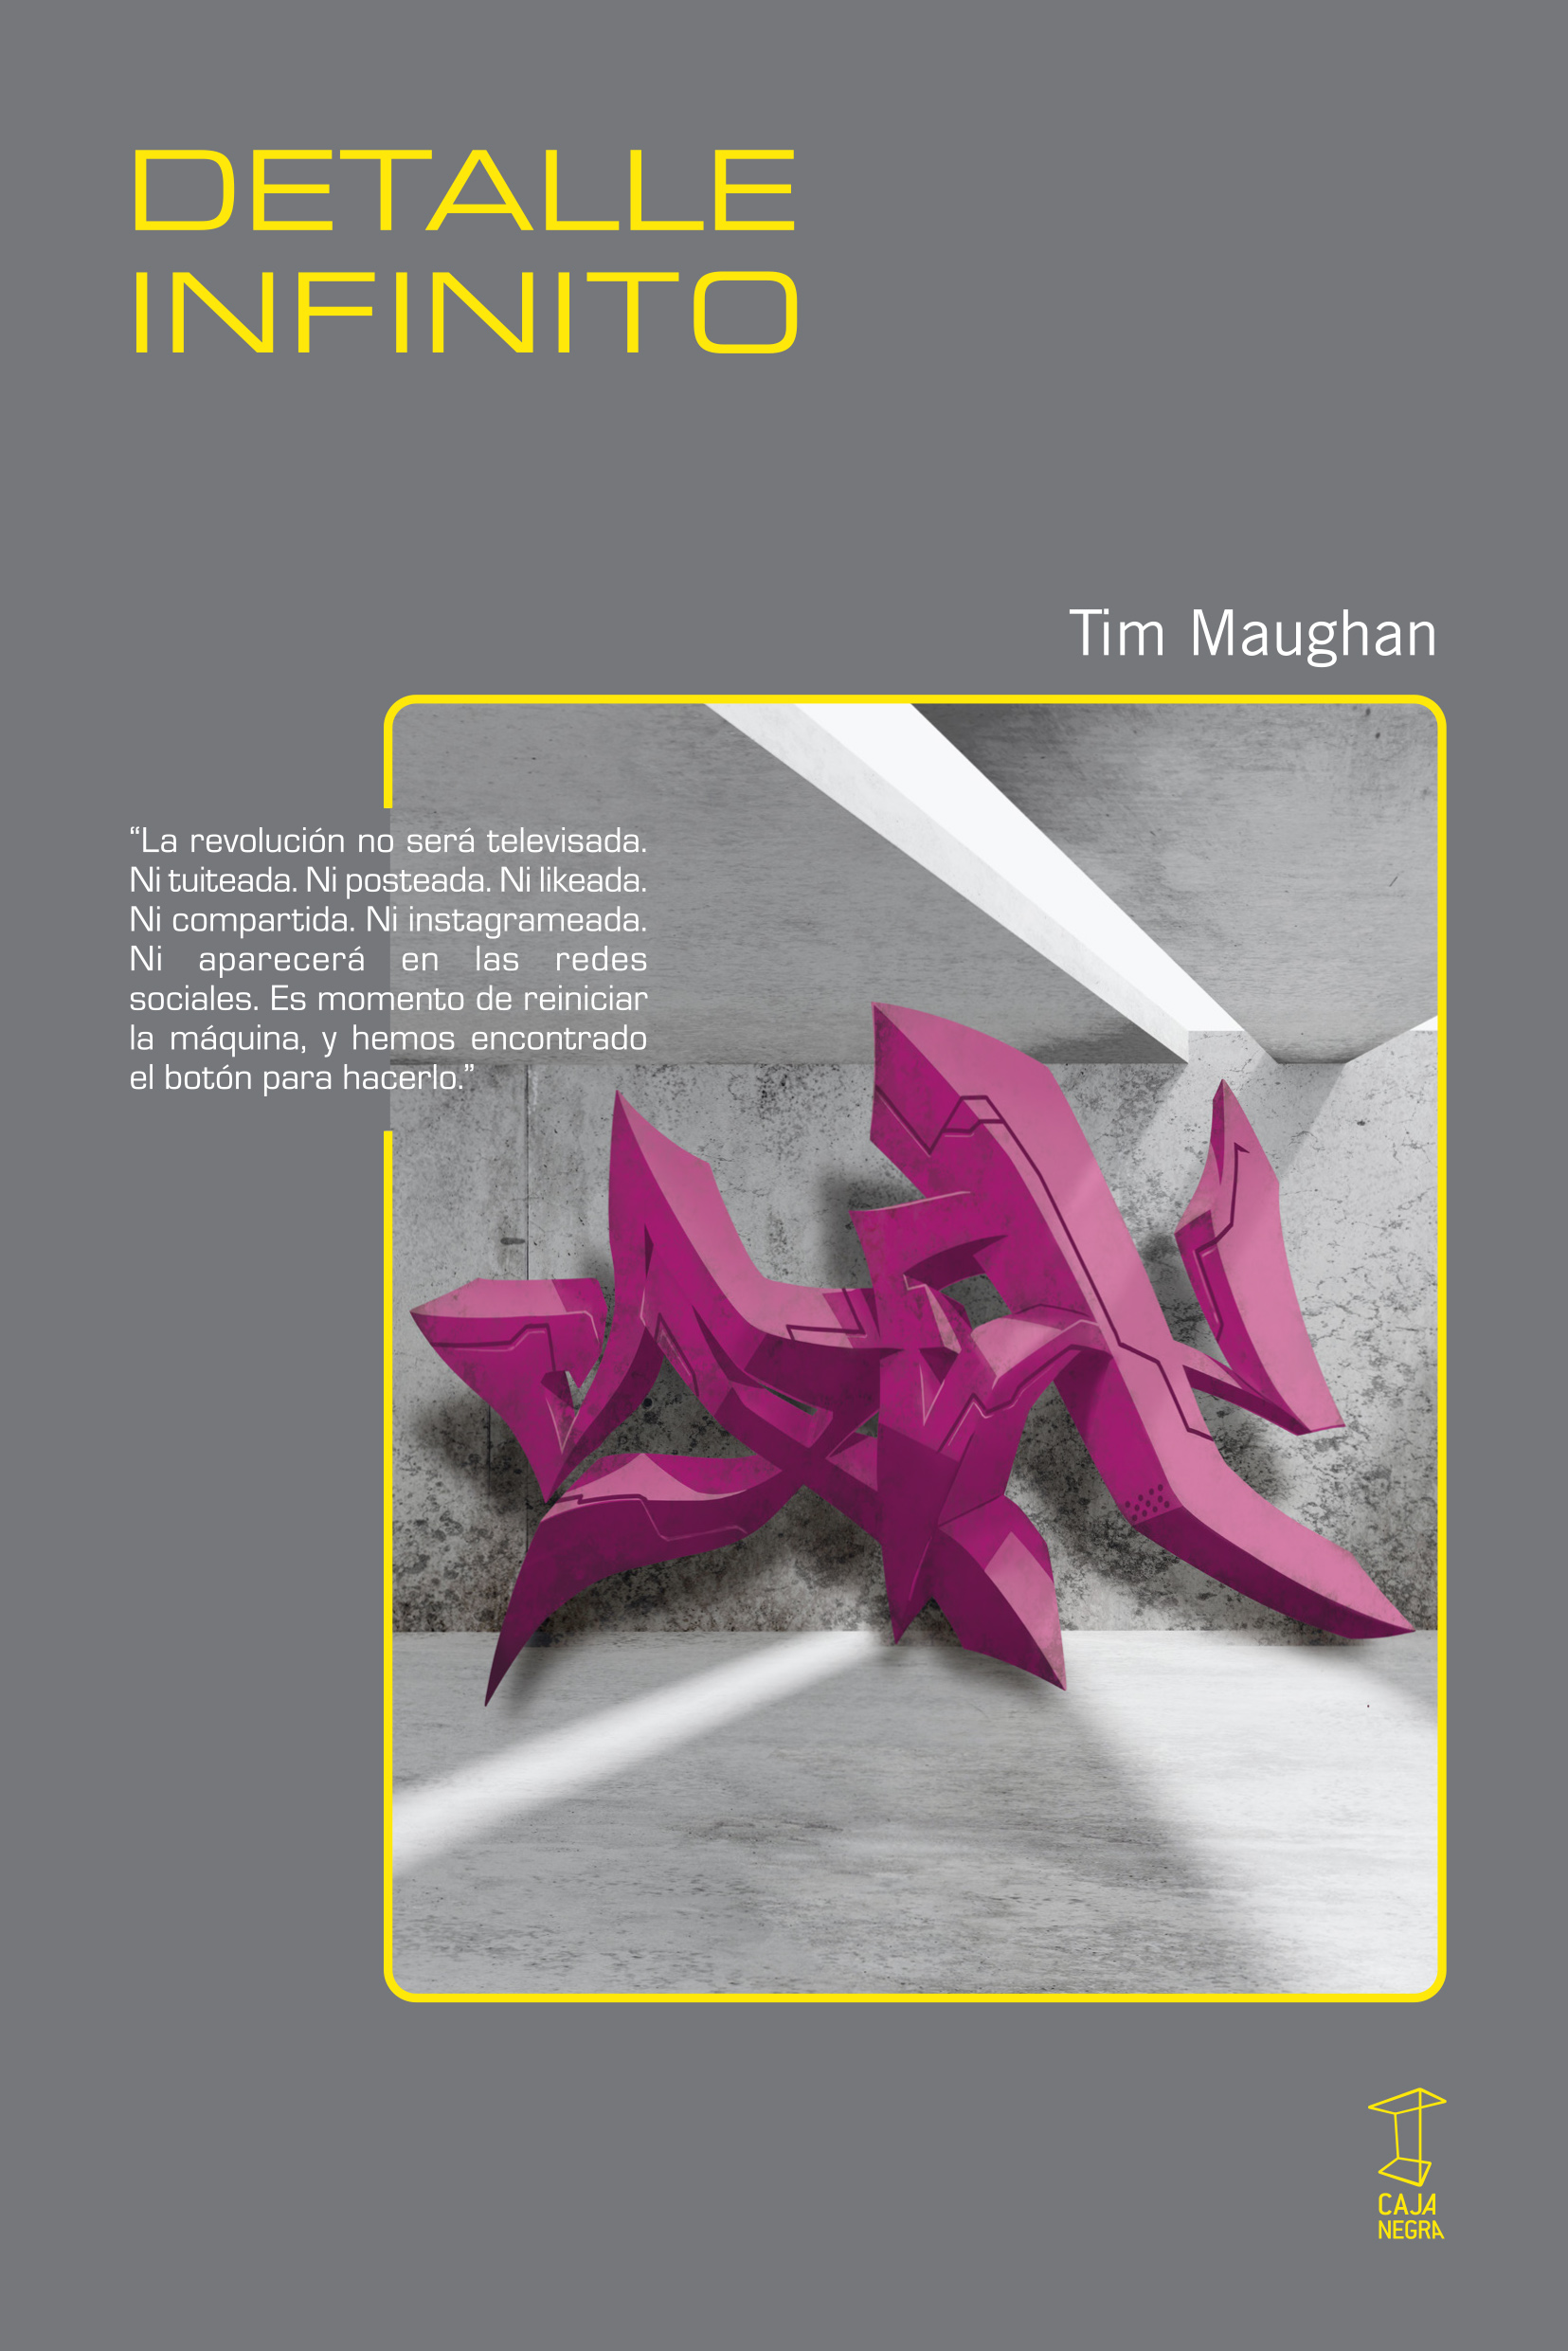 DETALLE
INFINITO
Tim Maughan
“La revolución no será televisada.
Ni tuiteada. Ni posteada. Ni likeada.
Ni compartida. Ni instagrameada.
Ni aparecerá en las redes
sociales. Es momento de reiniciar
la máquina, y hemos encontrado
el botón para hacerlo.”
CAJA
NEGRA